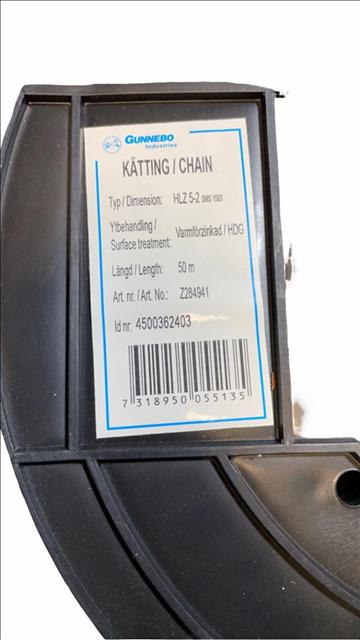 GUNNEBO
Industries
KÄTTING / CHAIN
Typ / Dimension: HLZ 5-2 SMS 1503
Ytbehandling /
Surface treatment: Varmförzinkad / HDG
Längd / Length: 50 m
Art. nr. / Art. No.: Z284941
Id nr: 4500362403
7 318950 055135